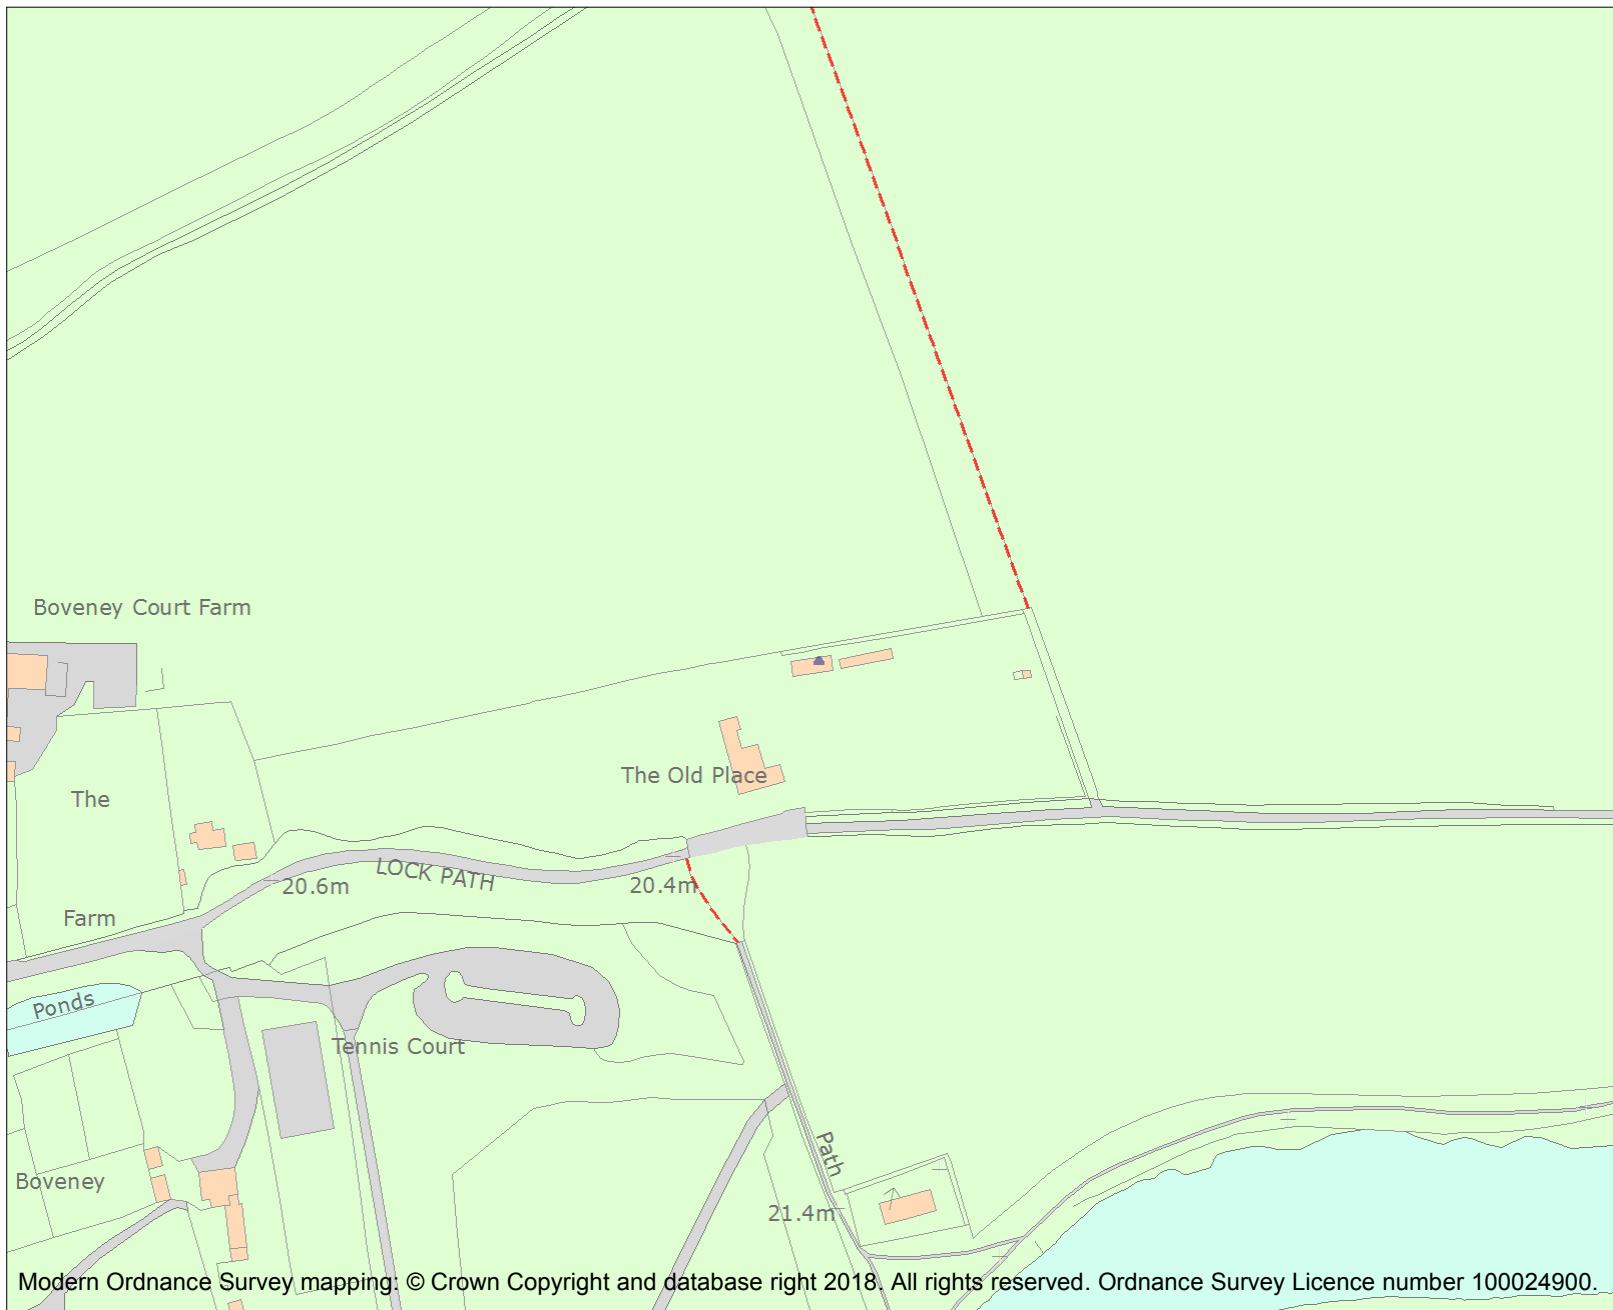 Boveney Court Farm
The Old Place
The
LOCK PATH
20.6m
20.4m
Farm
Ponds
Tennis Court
Path
Boveney
21.4m
Modern Ordnance Survey mapping: © Crown Copyright and database right 2018. All rights reserved. Ordnance Survey Licence number 100024900.